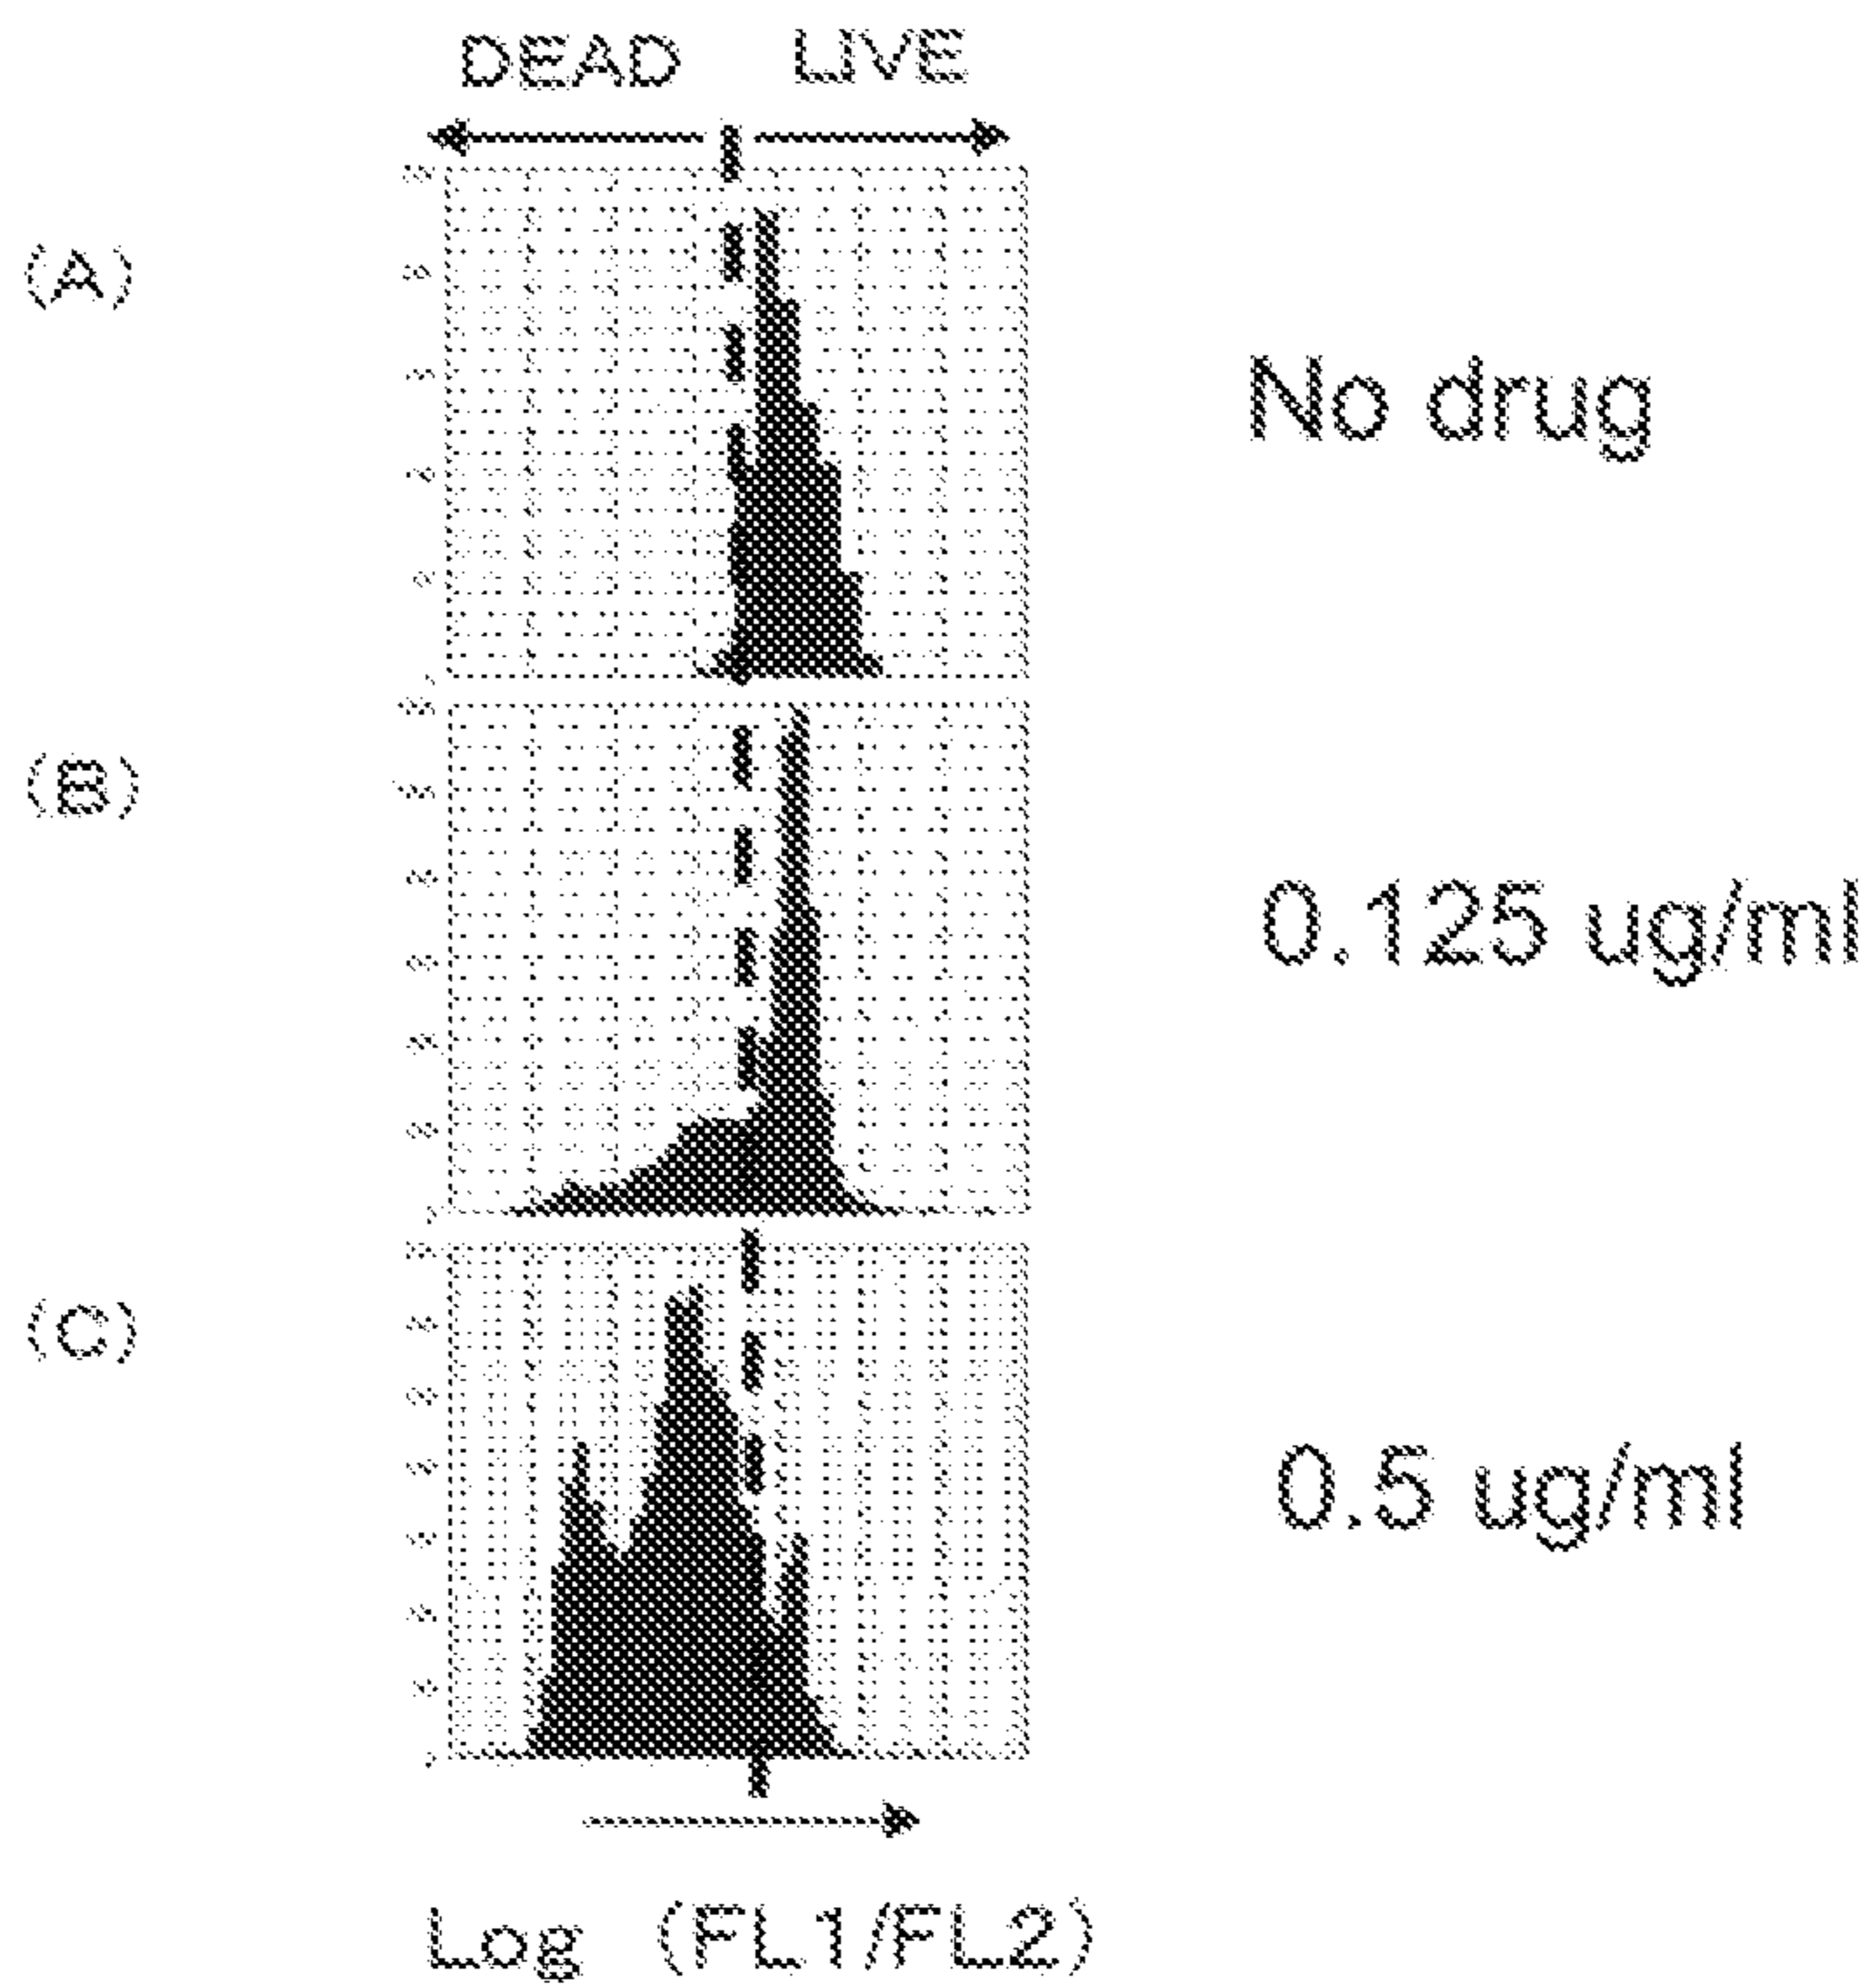 DEAD LIVE
(A)
No drug
(B)
0.125 ug/ml
(C)
0.5 ug/ml
Log (FL1/FL2)